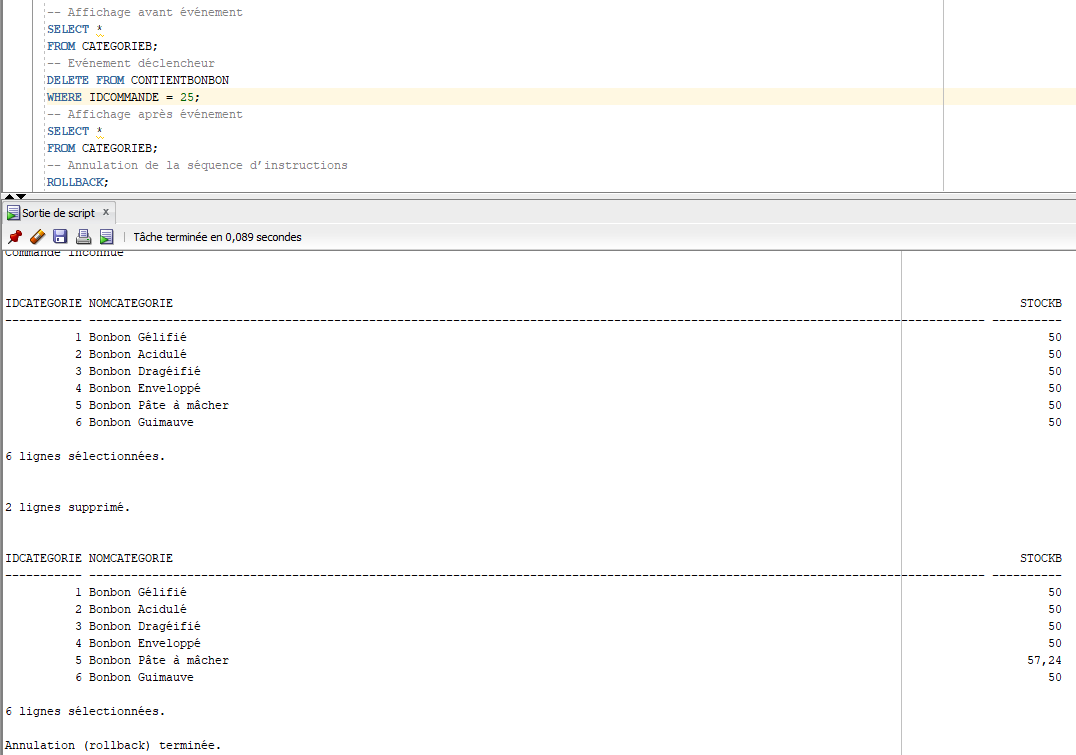 -- Affichage avant événement
SELECT *
FROM CATEGORIEB;
-- Evénement déclencheur
DELETE FROM CONTIENTBONBON
WHERE IDCOMMANDE = 25;
-- Affichage après événement
SELECT *
FROM CATEGORIEB;
-- Annulation de la séquence d’instructions
ROLLBACK;
Sortie de script x
Tâche terminée en 0,089 secondes
Commande inconnue
IDCATEGORIE NOMCATEGORIE STOCKB
----------- -------------------------------------------------------------------------------------------------------------------------------- ----------
1 Bonbon Gélifié 50
2 Bonbon Acidulé 50
3 Bonbon Dragéifié 50
4 Bonbon Enveloppé 50
5 Bonbon Pâte à mâcher 50
6 Bonbon Guimauve 50
6 lignes sélectionnées.
2 lignes supprimé.
IDCATEGORIE NOMCATEGORIE STOCKB
----------- -------------------------------------------------------------------------------------------------------------------------------- ----------
1 Bonbon Gélifié 50
2 Bonbon Acidulé 50
3 Bonbon Dragéifié 50
4 Bonbon Enveloppé 50
5 Bonbon Pâte à mâcher 57,24
6 Bonbon Guimauve 50
6 lignes sélectionnées.
Annulation (rollback) terminée.